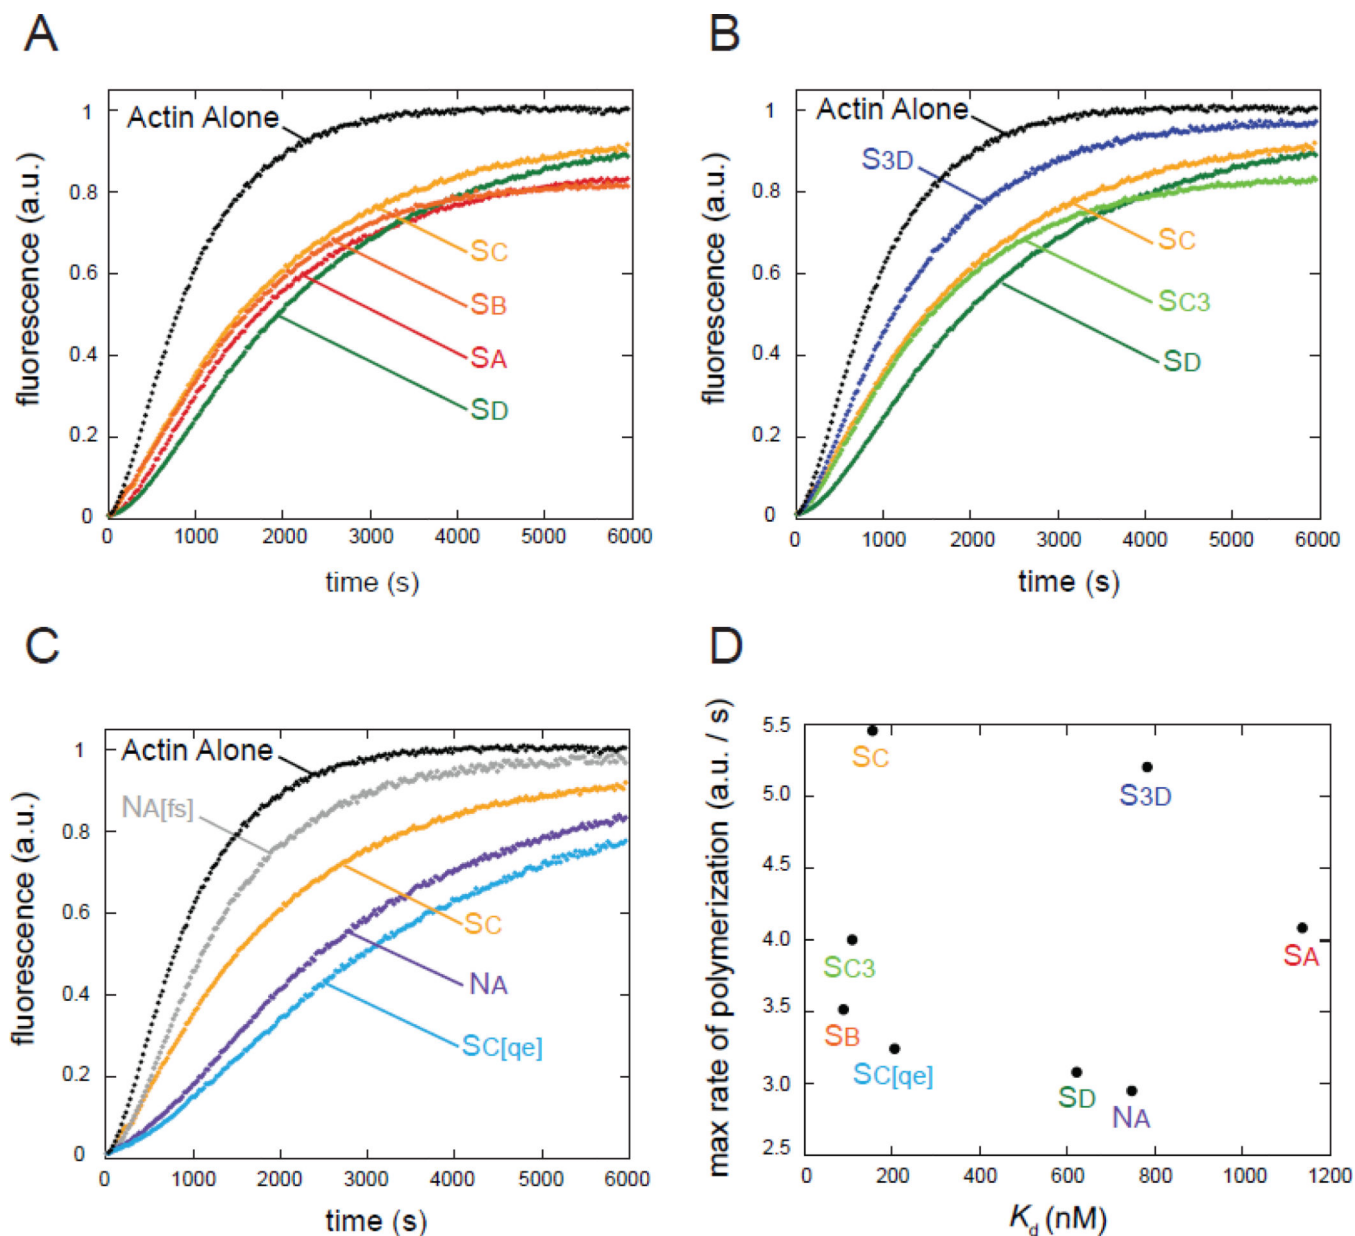 A
fluorescence (a.u.)
1
0.8
0.6
0.4
0.2
0
Actin Alone
SC
SB
SA
SD
0 1000 2000 3000 4000 5000 6000
time (s)
B
fluorescence (a.u.)
1
0.8
0.6
0.4
0.2
0
Actin Alone
S3D
SC
SC3
SD
0 1000 2000 3000 4000 5000 6000
time (s)
C
fluorescence (a.u.)
1
0.8
0.6
0.4
0.2
0
Actin Alone
NA[fs]
SC
NA
SC[qe]
0 1000 2000 3000 4000 5000 6000
time (s)
D
max rate of polymerization (a.u. / s)
5.5
5.0
4.5
4.0
3.5
3.0
2.5
SC
S3D
SC3
SA
SB
SC[qe]
SD
NA
0 200 400 600 800 1000 1200
Kd (nM)